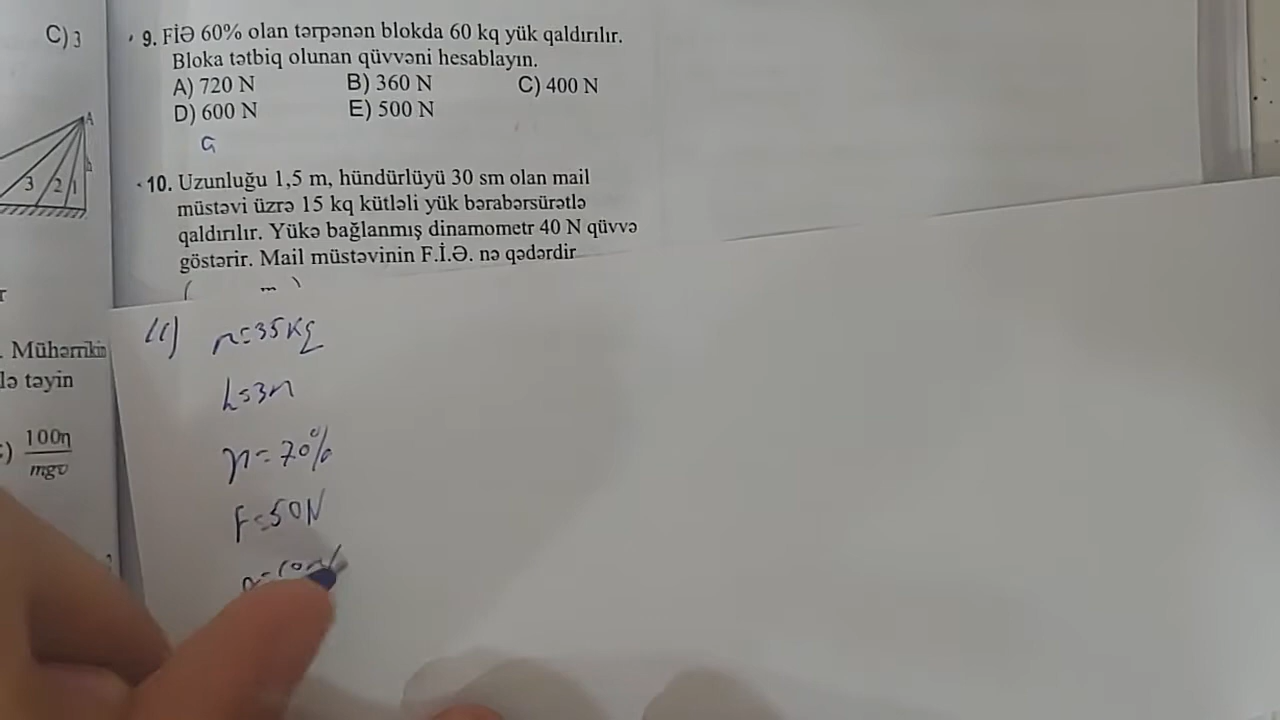 C) 3
A
h
3 2 1
. Mühərrikin
lə təyin
100η
mgv
9. FİƏ 60% olan tərpənən blokda 60 kq yük qaldırılır.
Bloka tətbiq olunan qüvvəni hesablayın.
A) 720 N B) 360 N C) 400 N
D) 600 N E) 500 N
10. Uzunluğu 1,5 m, hündürlüyü 30 sm olan mail
müstəvi üzrə 15 kq kütləli yük bərabərsürətlə
qaldırılır. Yükə bağlanmış dinamometr 40 N qüvvə
göstərir. Mail müstəvinin F.İ.Ə. nə qədərdir
11) m=35kq
h=3m
η=70%
F=50N